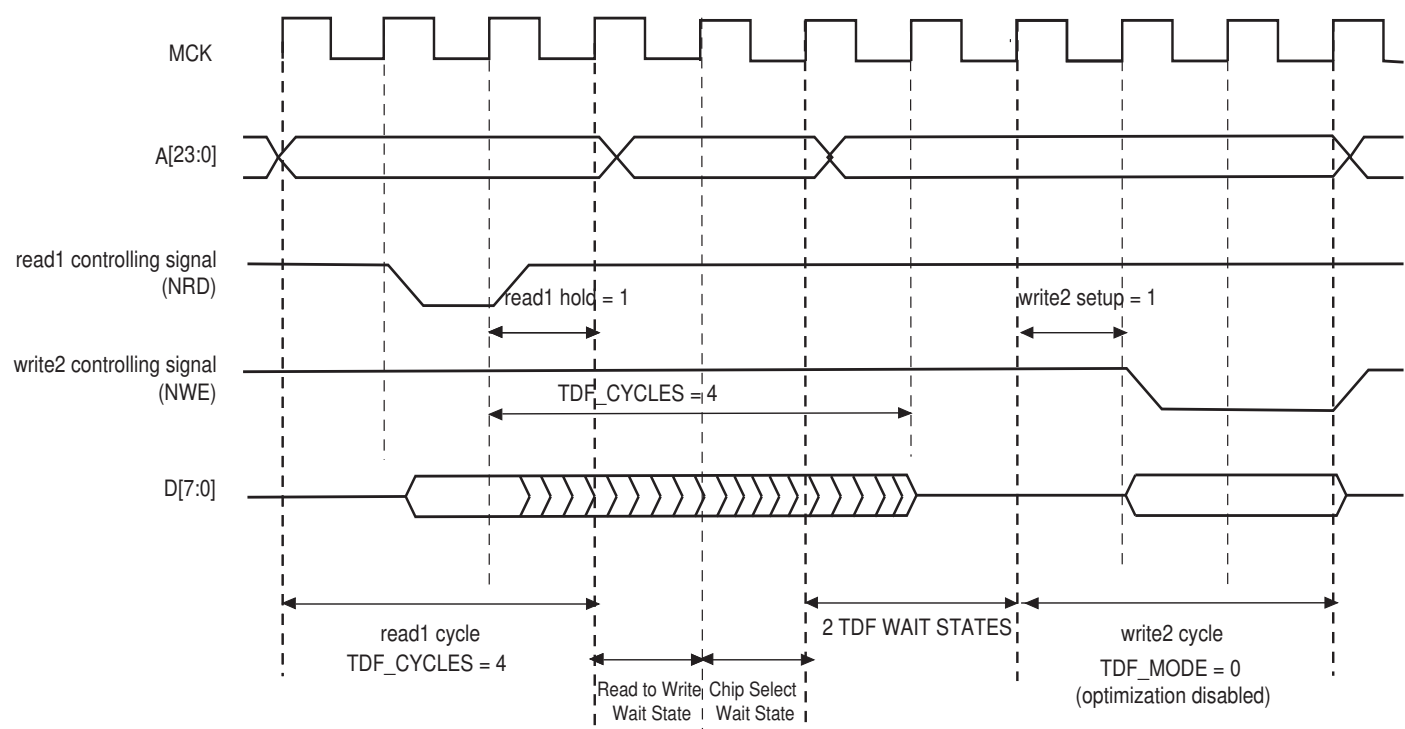 MCK
A[23:0]
read1 controlling signal
(NRD)
read1 hold = 1
write2 setup = 1
write2 controlling signal
(NWE)
TDF_CYCLES = 4
D[7:0]
read1 cycle
TDF_CYCLES = 4
2 TDF WAIT STATES
write2 cycle
TDF_MODE = 0
(optimization disabled)
Read to Write
Wait State
Chip Select
Wait State